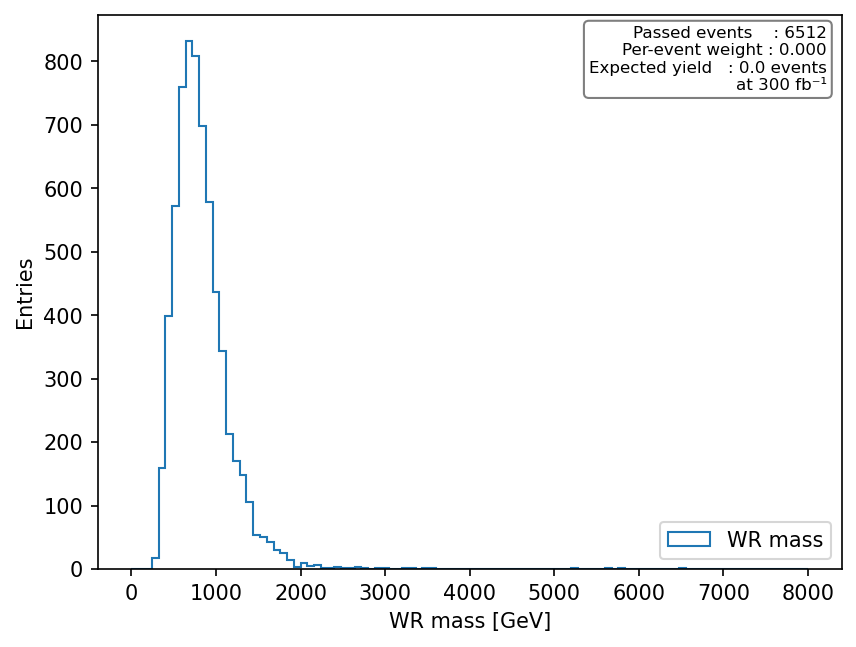 Passed events    : 6512
Per-event weight : 0.000
Expected yield   : 0.0 events
at 300 fb⁻¹
800
700
600
500
400
300
200
100
0
Entries
WR mass
0 1000 2000 3000 4000 5000 6000 7000 8000
WR mass [GeV]